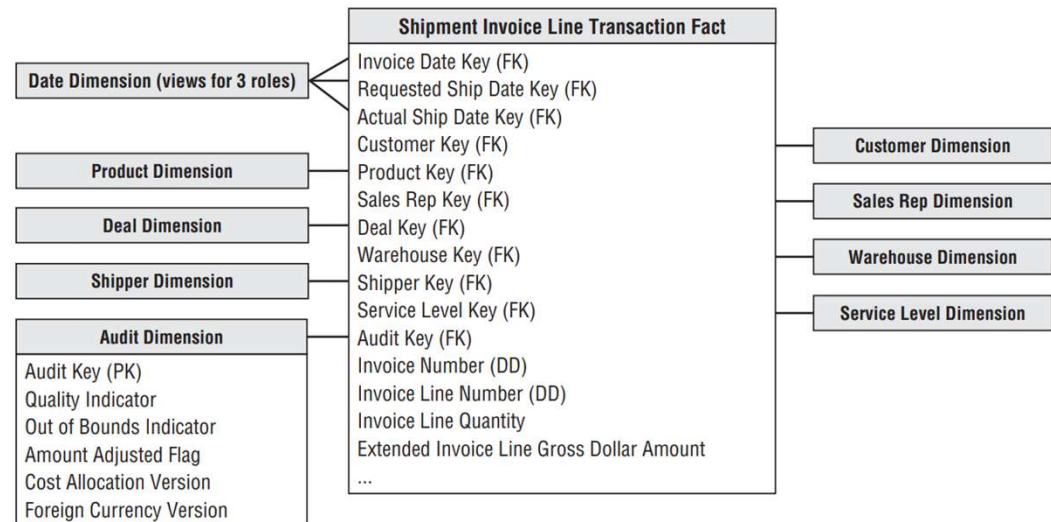 Shipment Invoice Line Transaction Fact
Invoice Date Key (FK)
Requested Ship Date Key (FK)
Actual Ship Date Key (FK)
Customer Key (FK)
Product Key (FK)
Sales Rep Key (FK)
Deal Key (FK)
Warehouse Key (FK)
Shipper Key (FK)
Service Level Key (FK)
Audit Key (FK)
Invoice Number (DD)
Invoice Line Number (DD)
Invoice Line Quantity
Extended Invoice Line Gross Dollar Amount
...
Date Dimension (views for 3 roles)
Product Dimension
Deal Dimension
Shipper Dimension
Audit Dimension
Audit Key (PK)
Quality Indicator
Out of Bounds Indicator
Amount Adjusted Flag
Cost Allocation Version
Foreign Currency Version
Customer Dimension
Sales Rep Dimension
Warehouse Dimension
Service Level Dimension